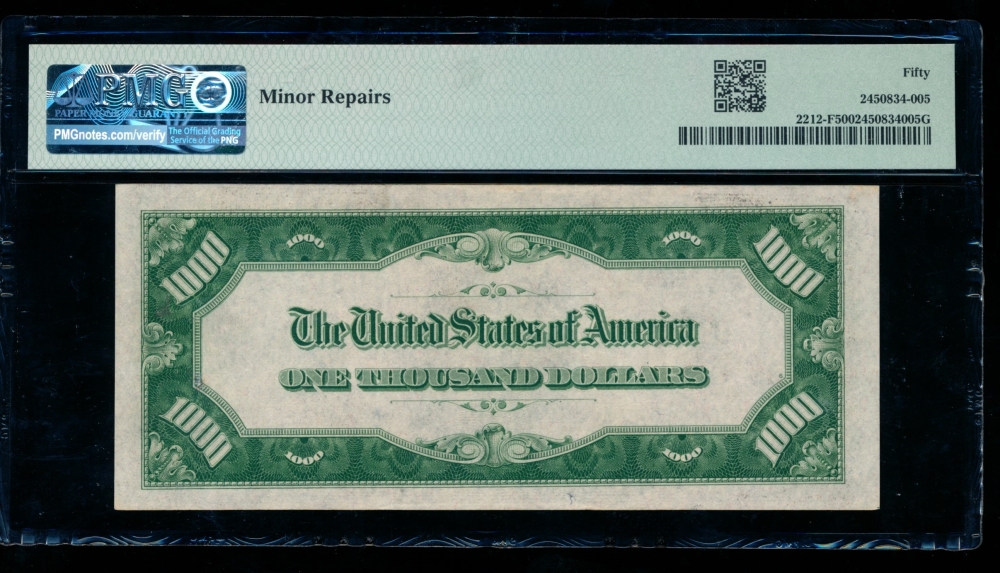 PMG
PAPER MONEY GUARANTY
PMGnotes.com/verify
The Official Grading
Service of the PNG
Minor Repairs
Fifty
2450834-005
2212-F5002450834005G
1000 1000 1000 1000
The United States of America
ONE THOUSAND DOLLARS
1000 1000 1000 1000